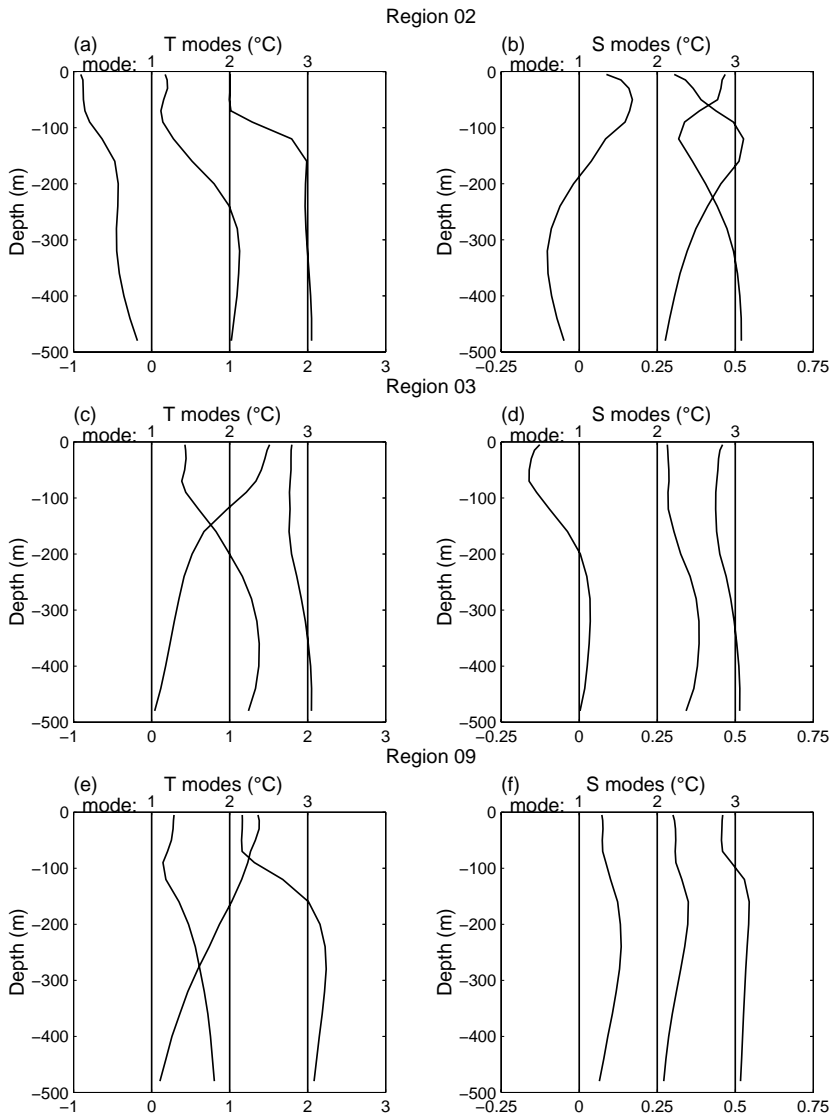 Region 02
(a) T modes (°C)
mode: 1 2 3
0
−100
−200
−300
−400
−500
Depth (m)
−1 0 1 2 3
(b) S modes (°C)
mode: 1 2 3
0
−100
−200
−300
−400
−500
Depth (m)
−0.25 0 0.25 0.5 0.75
Region 03
(c) T modes (°C)
mode: 1 2 3
0
−100
−200
−300
−400
−500
Depth (m)
−1 0 1 2 3
(d) S modes (°C)
mode: 1 2 3
0
−100
−200
−300
−400
−500
Depth (m)
−0.25 0 0.25 0.5 0.75
Region 09
(e) T modes (°C)
mode: 1 2 3
0
−100
−200
−300
−400
−500
Depth (m)
−1 0 1 2 3
(f) S modes (°C)
mode: 1 2 3
0
−100
−200
−300
−400
−500
Depth (m)
−0.25 0 0.25 0.5 0.75